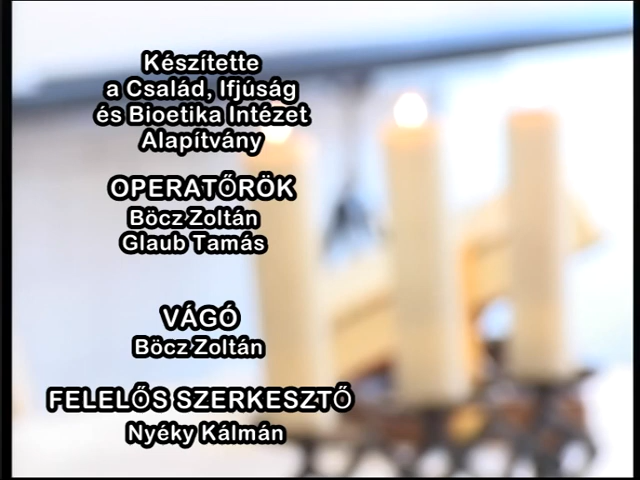 Készítette
a Család, Ifjúság
és Bioetika Intézet
Alapítvány
OPERATŐRÖK
Böcz Zoltán
Glaub Tamás
VÁGÓ
Böcz Zoltán
FELELŐS SZERKESZTŐ
Nyéky Kálmán